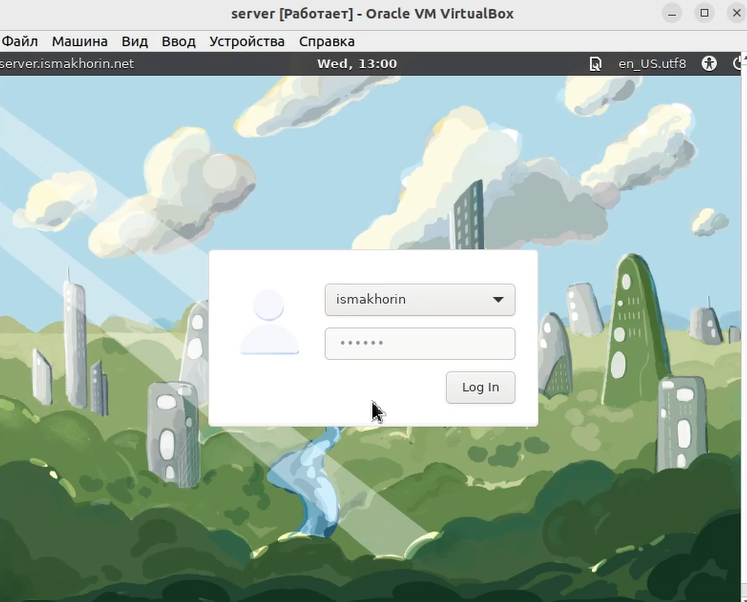 server [Работает] - Oracle VM VirtualBox
Файл Машина Вид Ввод Устройства Справка
server.ismakhorin.net Wed, 13:00 en_US.utf8
ismakhorin
••••••
Log In